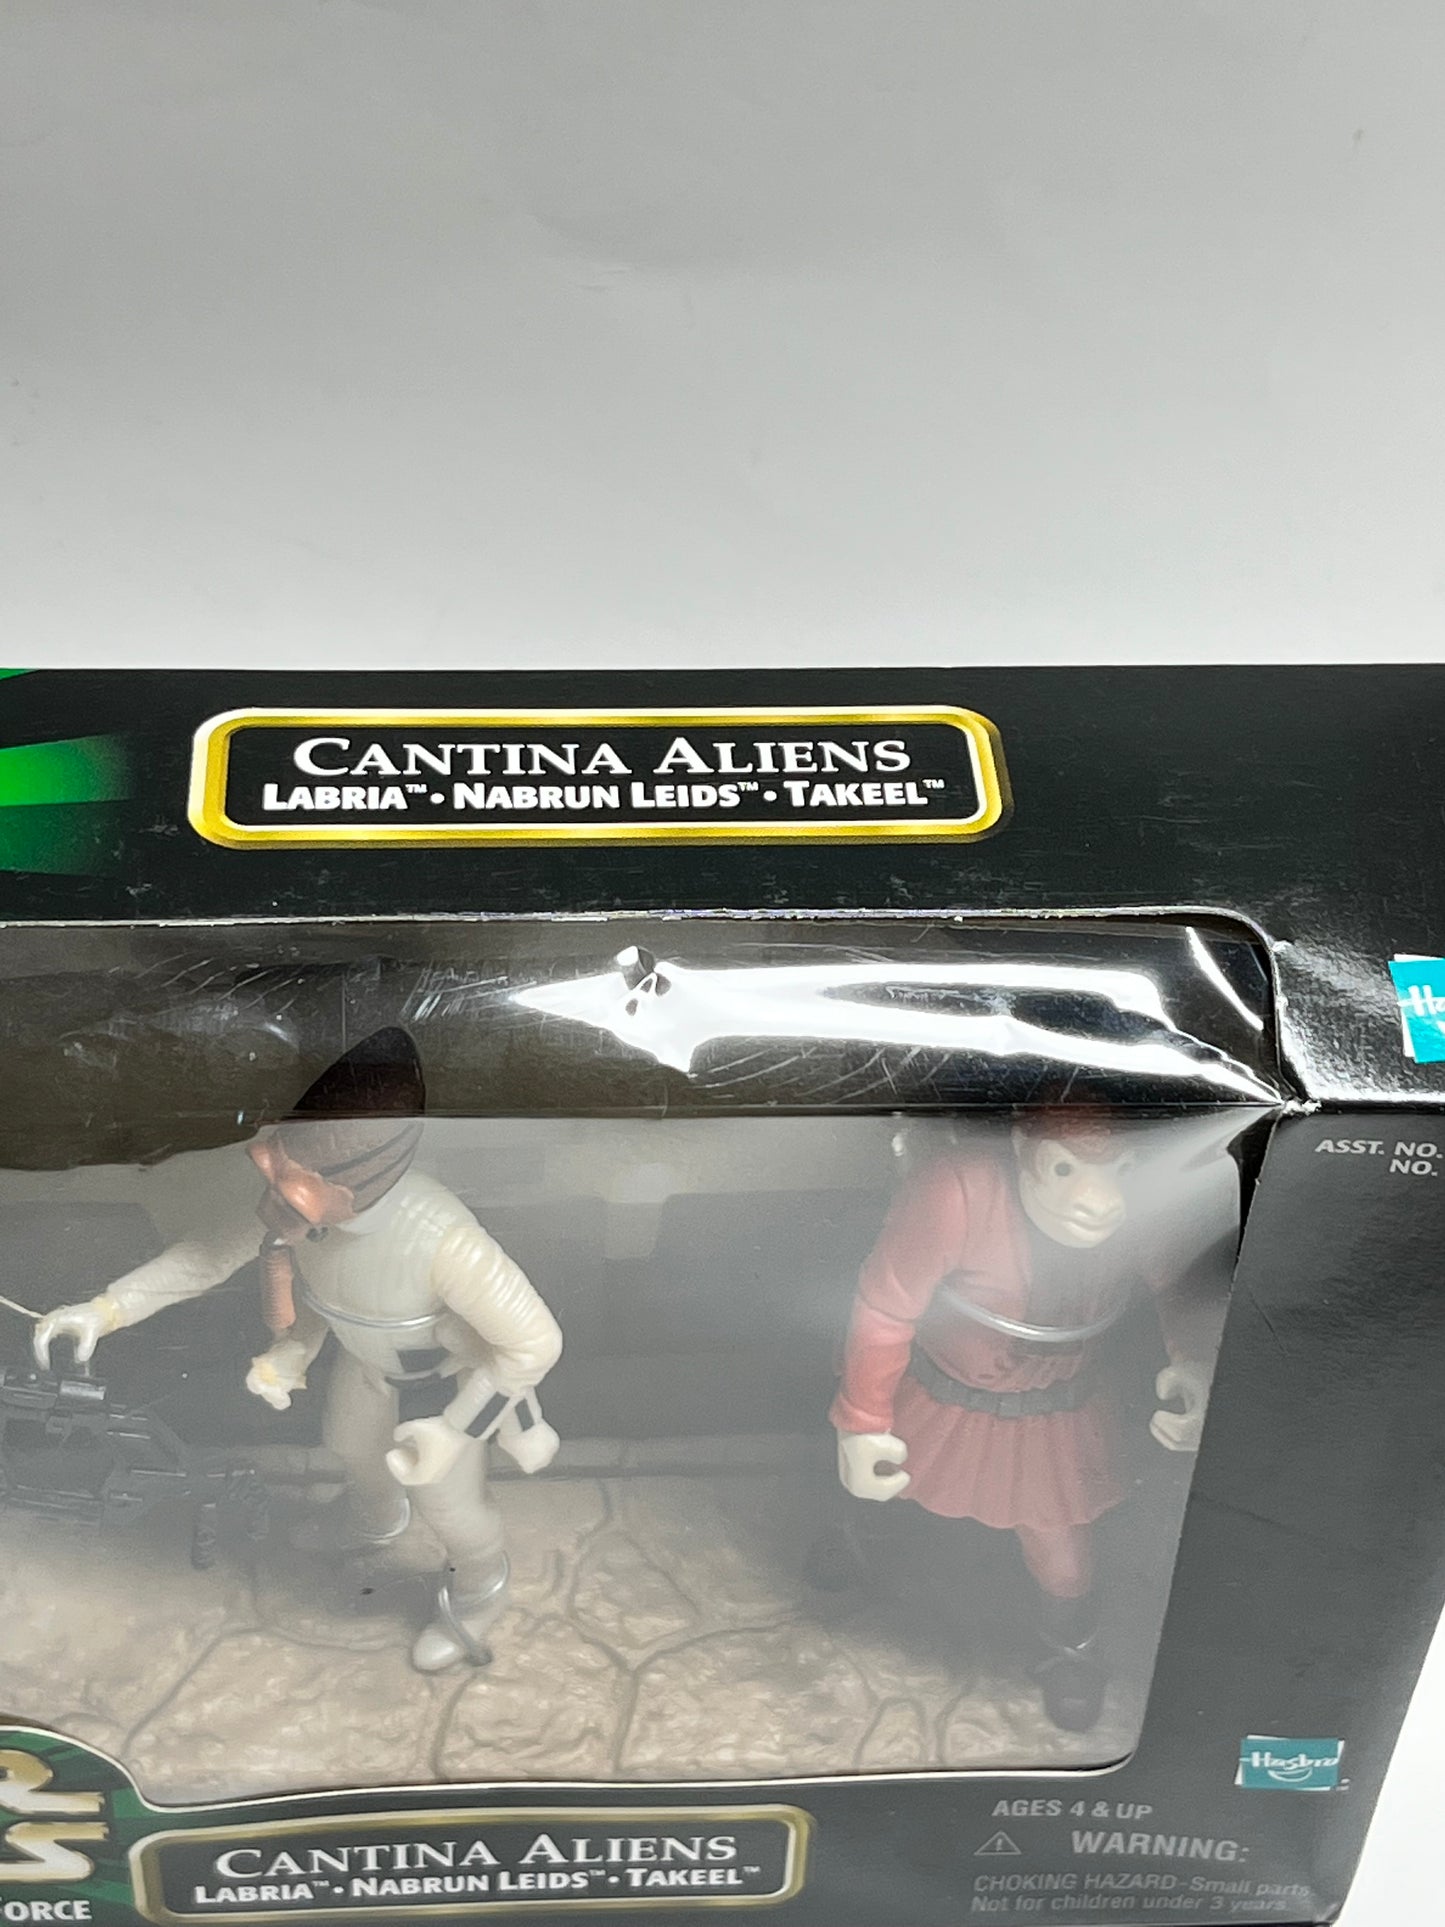 CANTINA ALIENS
LABRIA™ • NABRUN LEIDS™ • TAKEEL™
ASST. NO.
NO.
Hasbro
AGES 4 & UP
⚠ WARNING:
CHOKING HAZARD-Small parts
Not for children under 3 years.
CANTINA ALIENS
LABRIA™ • NABRUN LEIDS™ • TAKEEL™
FORCE